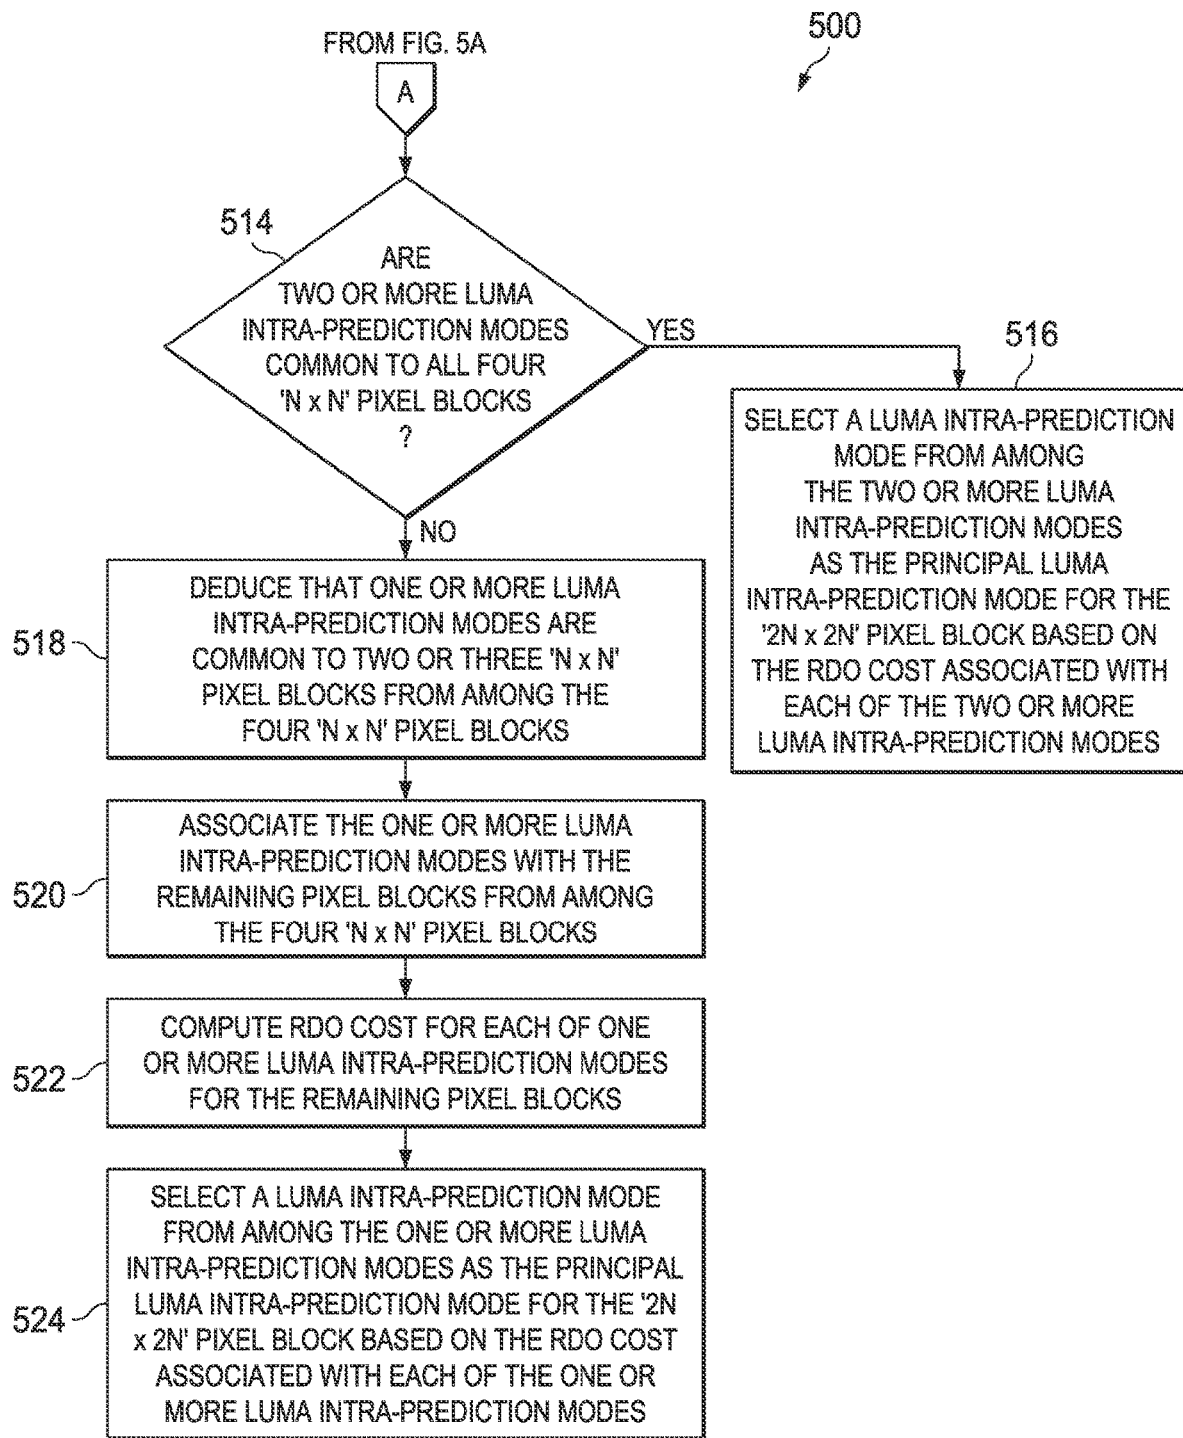 FROM FIG. 5A
500
A
514
ARE
TWO OR MORE LUMA
INTRA-PREDICTION MODES
COMMON TO ALL FOUR
'N x N' PIXEL BLOCKS
?
YES
NO
516
SELECT A LUMA INTRA-PREDICTION
MODE FROM AMONG
THE TWO OR MORE LUMA
INTRA-PREDICTION MODES
AS THE PRINCIPAL LUMA
INTRA-PREDICTION MODE FOR THE
'2N x 2N' PIXEL BLOCK BASED ON
THE RDO COST ASSOCIATED WITH
EACH OF THE TWO OR MORE
LUMA INTRA-PREDICTION MODES
518
DEDUCE THAT ONE OR MORE LUMA
INTRA-PREDICTION MODES ARE
COMMON TO TWO OR THREE 'N x N'
PIXEL BLOCKS FROM AMONG THE
FOUR 'N x N' PIXEL BLOCKS
520
ASSOCIATE THE ONE OR MORE LUMA
INTRA-PREDICTION MODES WITH THE
REMAINING PIXEL BLOCKS FROM AMONG
THE FOUR 'N x N' PIXEL BLOCKS
522
COMPUTE RDO COST FOR EACH OF ONE
OR MORE LUMA INTRA-PREDICTION MODES
FOR THE REMAINING PIXEL BLOCKS
524
SELECT A LUMA INTRA-PREDICTION MODE
FROM AMONG THE ONE OR MORE LUMA
INTRA-PREDICTION MODES AS THE PRINCIPAL
LUMA INTRA-PREDICTION MODE FOR THE '2N
x 2N' PIXEL BLOCK BASED ON THE RDO COST
ASSOCIATED WITH EACH OF THE ONE OR
MORE LUMA INTRA-PREDICTION MODES